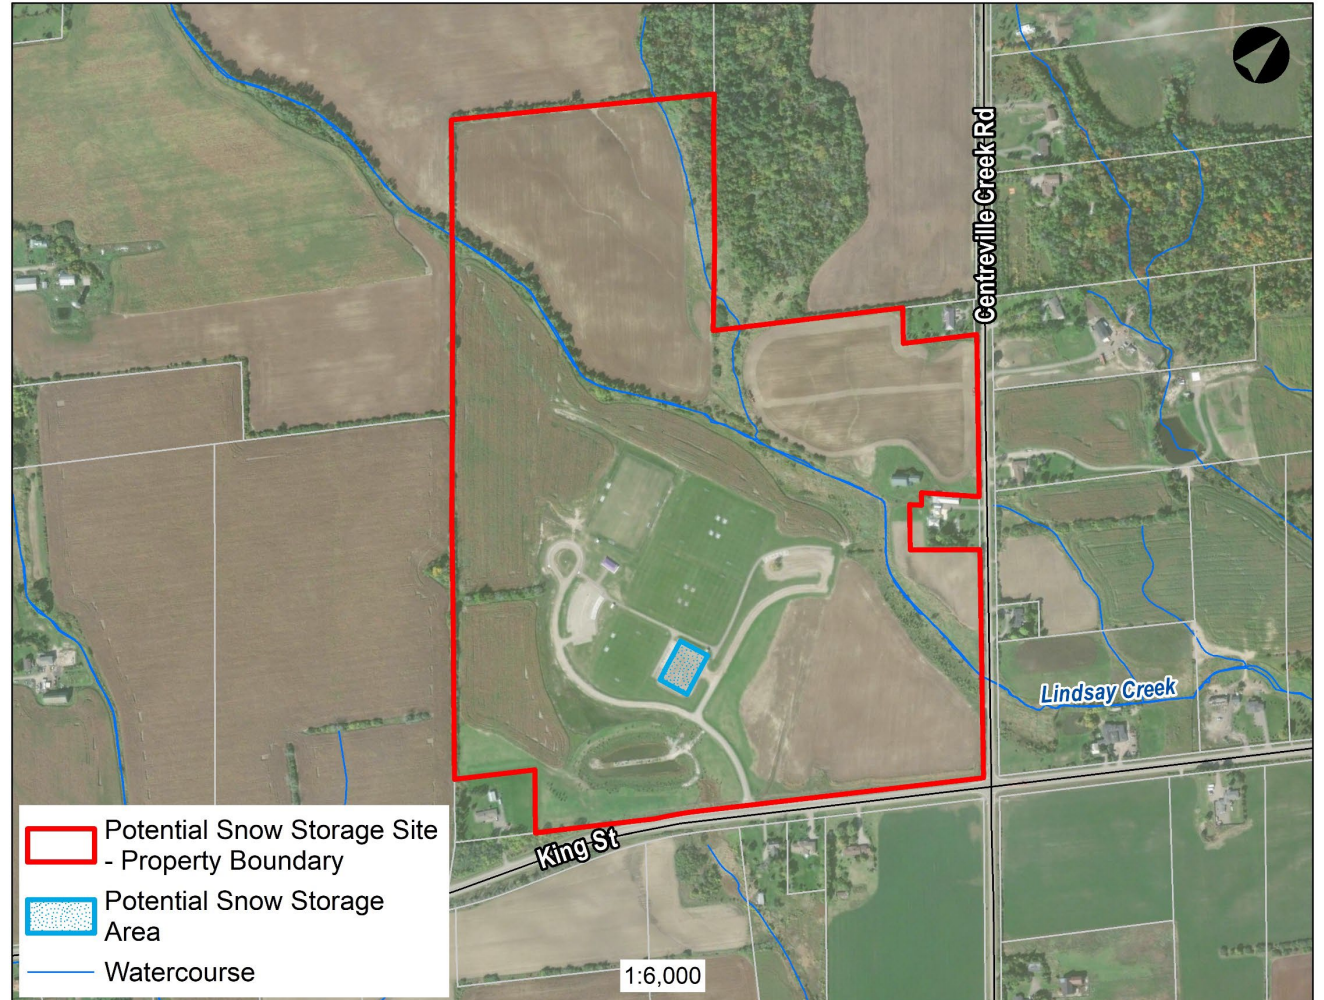 Centreville Creek Rd
Lindsay Creek
King St
Potential Snow Storage Site
- Property Boundary
Potential Snow Storage
Area
Watercourse
1:6,000